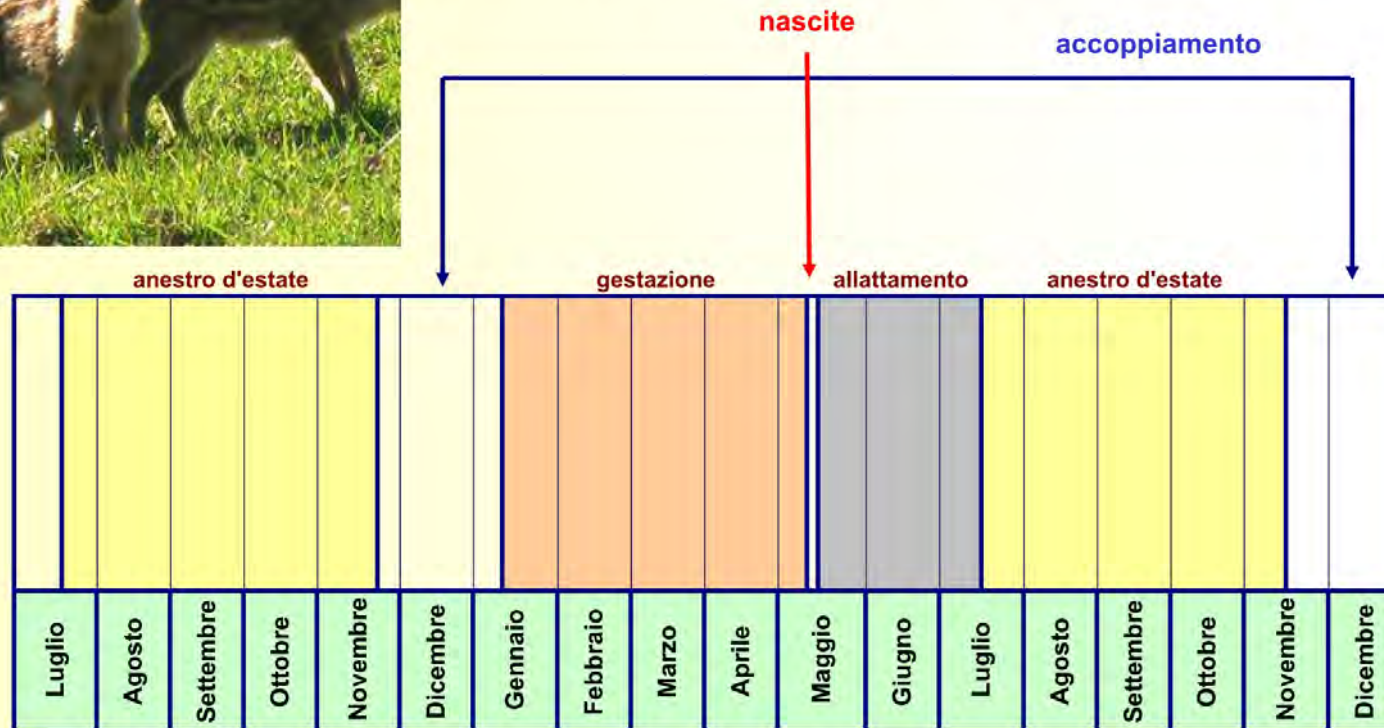 nascite
accoppiamento
anestro d'estate
gestazione
allattamento
anestro d'estate
Luglio
Agosto
Settembre
Ottobre
Novembre
Dicembre
Gennaio
Febbraio
Marzo
Aprile
Maggio
Giugno
Luglio
Agosto
Settembre
Ottobre
Novembre
Dicembre